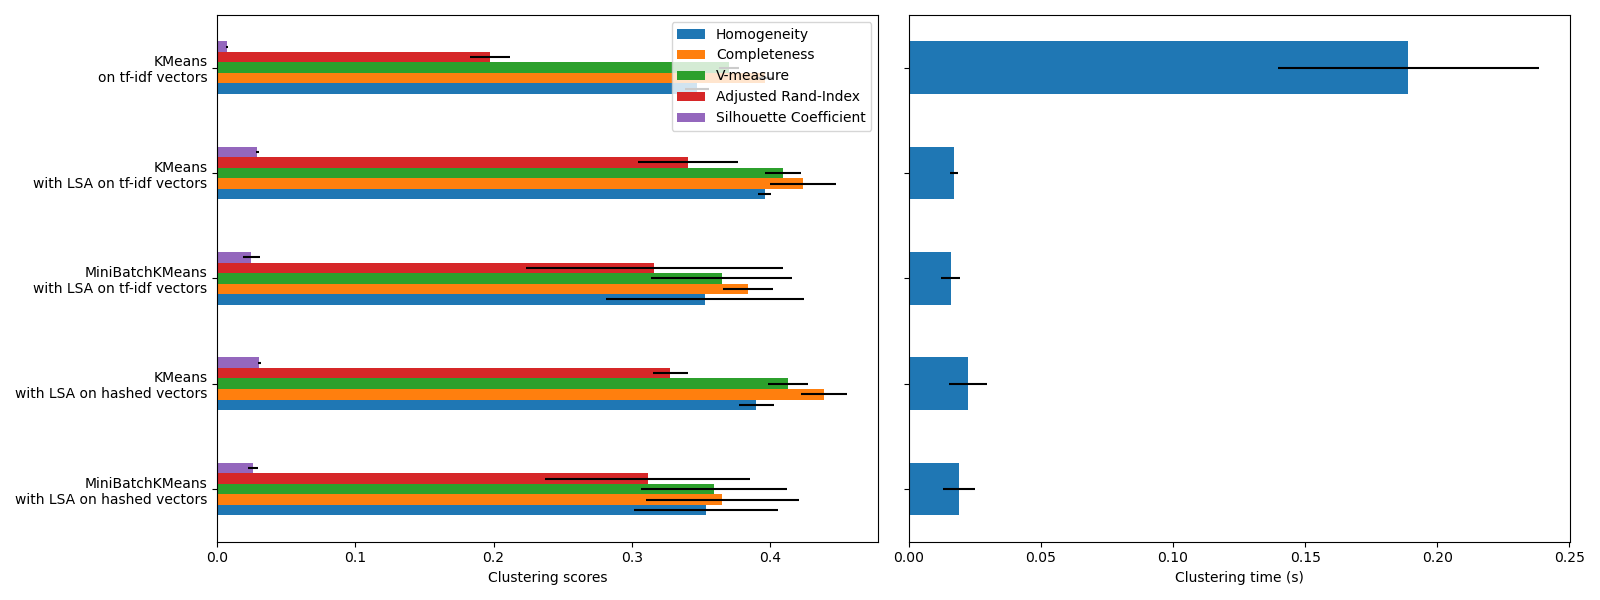 KMeans
on tf-idf vectors
KMeans
with LSA on tf-idf vectors
MiniBatchKMeans
with LSA on tf-idf vectors
KMeans
with LSA on hashed vectors
MiniBatchKMeans
with LSA on hashed vectors
Homogeneity
Completeness
V-measure
Adjusted Rand-Index
Silhouette Coefficient
0.0 0.1 0.2 0.3 0.4
Clustering scores
0.00 0.05 0.10 0.15 0.20 0.25
Clustering time (s)